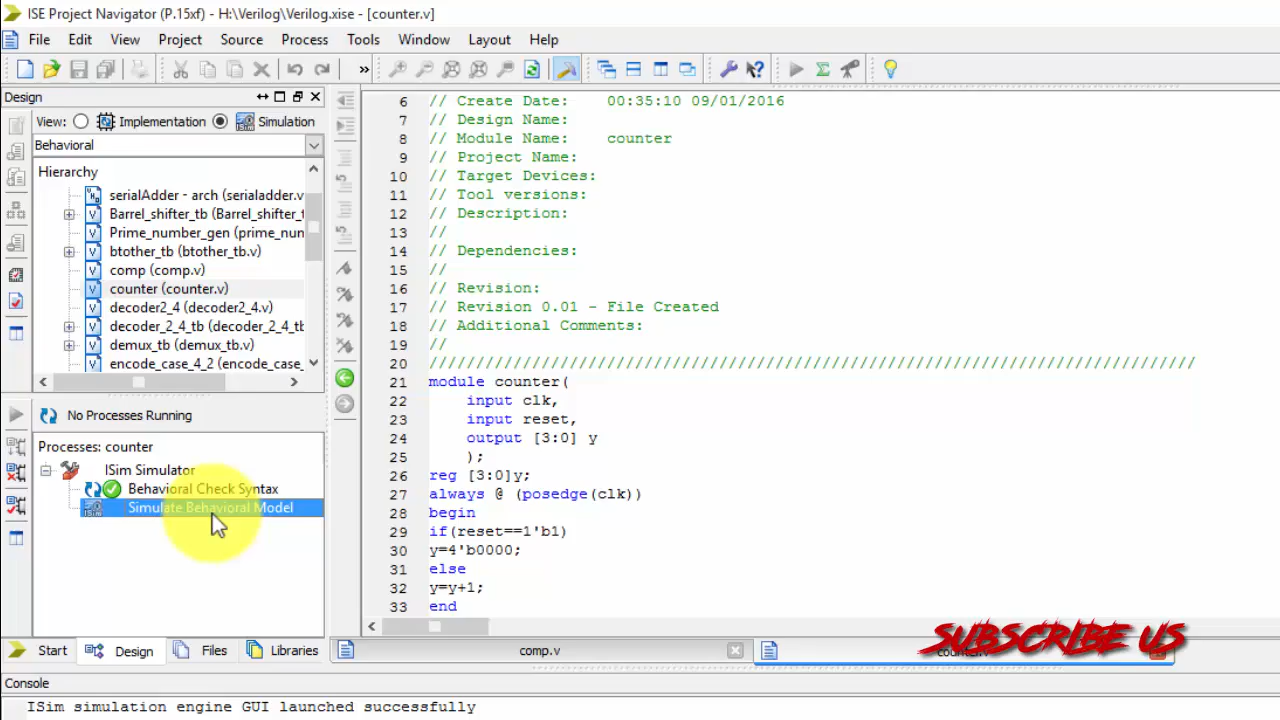 ISE Project Navigator (P.15xf) - H:\Verilog\Verilog.xise - [counter.v]
File Edit View Project Source Process Tools Window Layout Help
»
Design
View: Implementation Simulation
Behavioral
Hierarchy
serialAdder - arch (serialadder.v
Barrel_shifter_tb (Barrel_shifter_t
Prime_number_gen (prime_nun
btother_tb (btother_tb.v)
comp (comp.v)
counter (counter.v)
decoder2_4 (decoder2_4.v)
decoder_2_4_tb (decoder_2_4_tb
demux_tb (demux_tb.v)
encode_case_4_2 (encode_case_
No Processes Running
Processes: counter
ISim Simulator
Behavioral Check Syntax
ISim Simulate Behavioral Model
Start Design Files Libraries
6 // Create Date: 00:35:10 09/01/2016
7 // Design Name:
8 // Module Name: counter
9 // Project Name:
10 // Target Devices:
11 // Tool versions:
12 // Description:
13 //
14 // Dependencies:
15 //
16 // Revision:
17 // Revision 0.01 - File Created
18 // Additional Comments:
19 //
20 //////////////////////////////////////////////////////////////////////////////////
21 module counter(
22 input clk,
23 input reset,
24 output [3:0] y
25 );
26 reg [3:0]y;
27 always @ (posedge(clk))
28 begin
29 if(reset==1'b1)
30 y=4'b0000;
31 else
32 y=y+1;
33 end
comp.v
SUBSCRIBE US
Console
ISim simulation engine GUI launched successfully